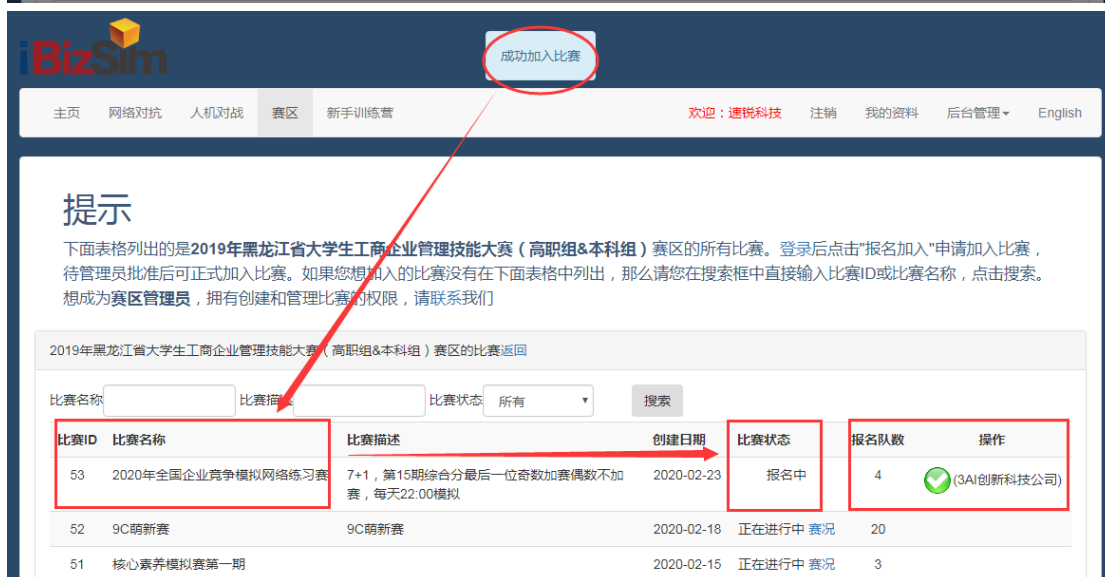 iBizSim
成功加入比赛
主页 网络对抗 人机对战 赛区 新手训练营 欢迎：速锐科技 注销 我的资料 后台管理 English
提示
下面表格列出的是2019年黑龙江省大学生工商企业管理技能大赛（高职组&本科组）赛区的所有比赛。登录后点击"报名加入"申请加入比赛，
待管理员批准后可正式加入比赛。如果您想加入的比赛没有在下面表格中列出，那么请您在搜索框中直接输入比赛ID或比赛名称，点击搜索。
想成为赛区管理员，拥有创建和管理比赛的权限，请联系我们
2019年黑龙江省大学生工商企业管理技能大赛（高职组&本科组）赛区的比赛返回
比赛名称 比赛描 比赛状态 所有 搜索
比赛ID 比赛名称 比赛描述 创建日期 比赛状态 报名队数 操作
53 2020年全国企业竞争模拟网络练习赛 7+1，第15期综合分最后一位奇数加赛偶数不加 2020-02-23 报名中 4 (3AI创新科技公司)
赛，每天22:00模拟
52 9C萌新赛 9C萌新赛 2020-02-18 正在进行中 赛况 20
51 核心素养模拟赛第一期 2020-02-15 正在进行中 赛况 3